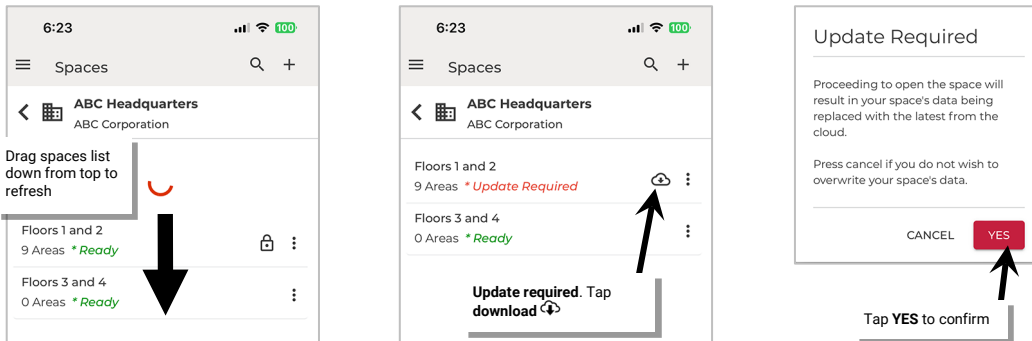 6:23
100
Spaces
ABC Headquarters
ABC Corporation
Drag spaces list
down from top to
refresh
Floors 1 and 2
9 Areas * Ready
Floors 3 and 4
0 Areas * Ready
6:23
100
Spaces
ABC Headquarters
ABC Corporation
Floors 1 and 2
9 Areas * Update Required
Floors 3 and 4
0 Areas * Ready
Update required. Tap
download
Update Required
Proceeding to open the space will
result in your space's data being
replaced with the latest from the
cloud.
Press cancel if you do not wish to
overwrite your space's data.
CANCEL YES
Tap YES to confirm